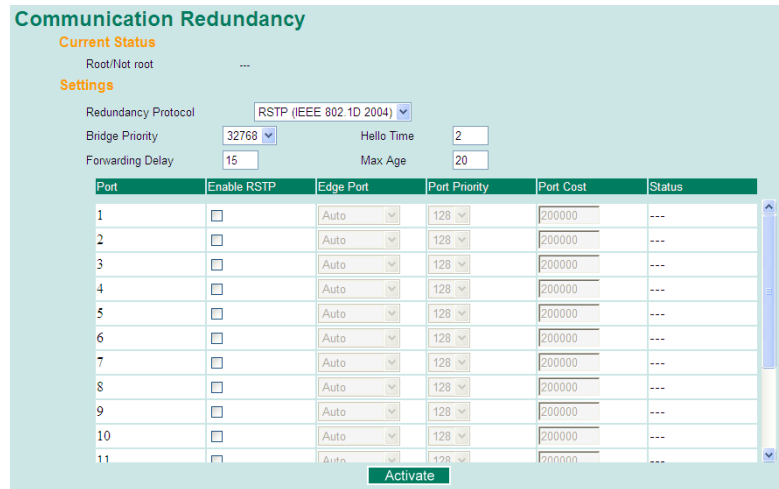 Communication Redundancy
Current Status
Root/Not root ---
Settings
Redundancy Protocol RSTP (IEEE 802.1D 2004)
Bridge Priority 32768 Hello Time 2
Forwarding Delay 15 Max Age 20
Port Enable RSTP Edge Port Port Priority Port Cost Status
1 Auto 128 200000 ---
2 Auto 128 200000 ---
3 Auto 128 200000 ---
4 Auto 128 200000 ---
5 Auto 128 200000 ---
6 Auto 128 200000 ---
7 Auto 128 200000 ---
8 Auto 128 200000 ---
9 Auto 128 200000 ---
10 Auto 128 200000 ---
11 Auto 128 200000 ---
Activate